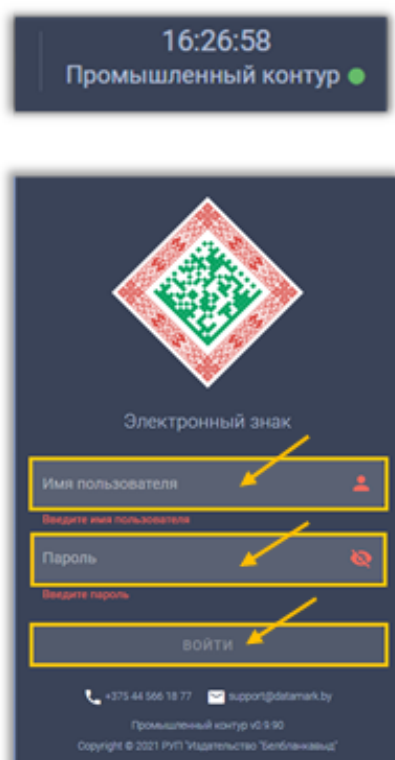 16:26:58
Промышленный контур
Электронный знак
Имя пользователя
Введите имя пользователя
Пароль
Введите пароль
ВОЙТИ
+375 44 566 18 77 support@datamark.by
Промышленный контур v0.9.90
Copyright © 2021 РУП "Издательство "Белбланкавыд"